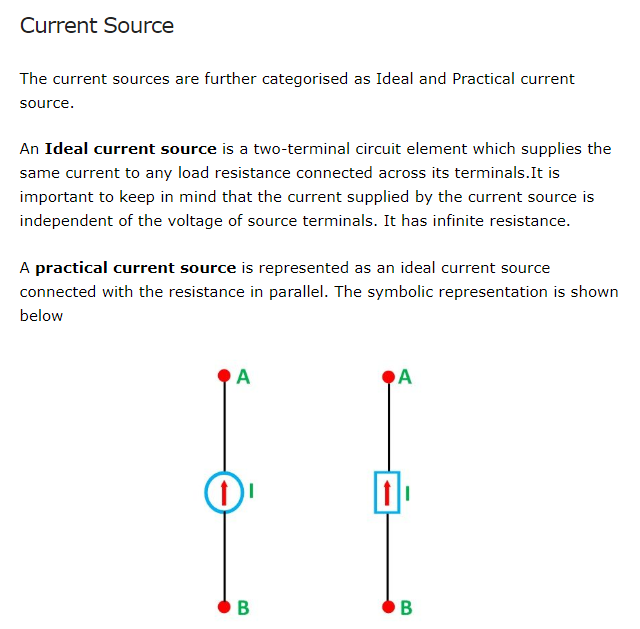 Current Source
The current sources are further categorised as Ideal and Practical current
source.
An Ideal current source is a two-terminal circuit element which supplies the
same current to any load resistance connected across its terminals.It is
important to keep in mind that the current supplied by the current source is
independent of the voltage of source terminals. It has infinite resistance.
A practical current source is represented as an ideal current source
connected with the resistance in parallel. The symbolic representation is shown
below
A
A
I
I
B
B